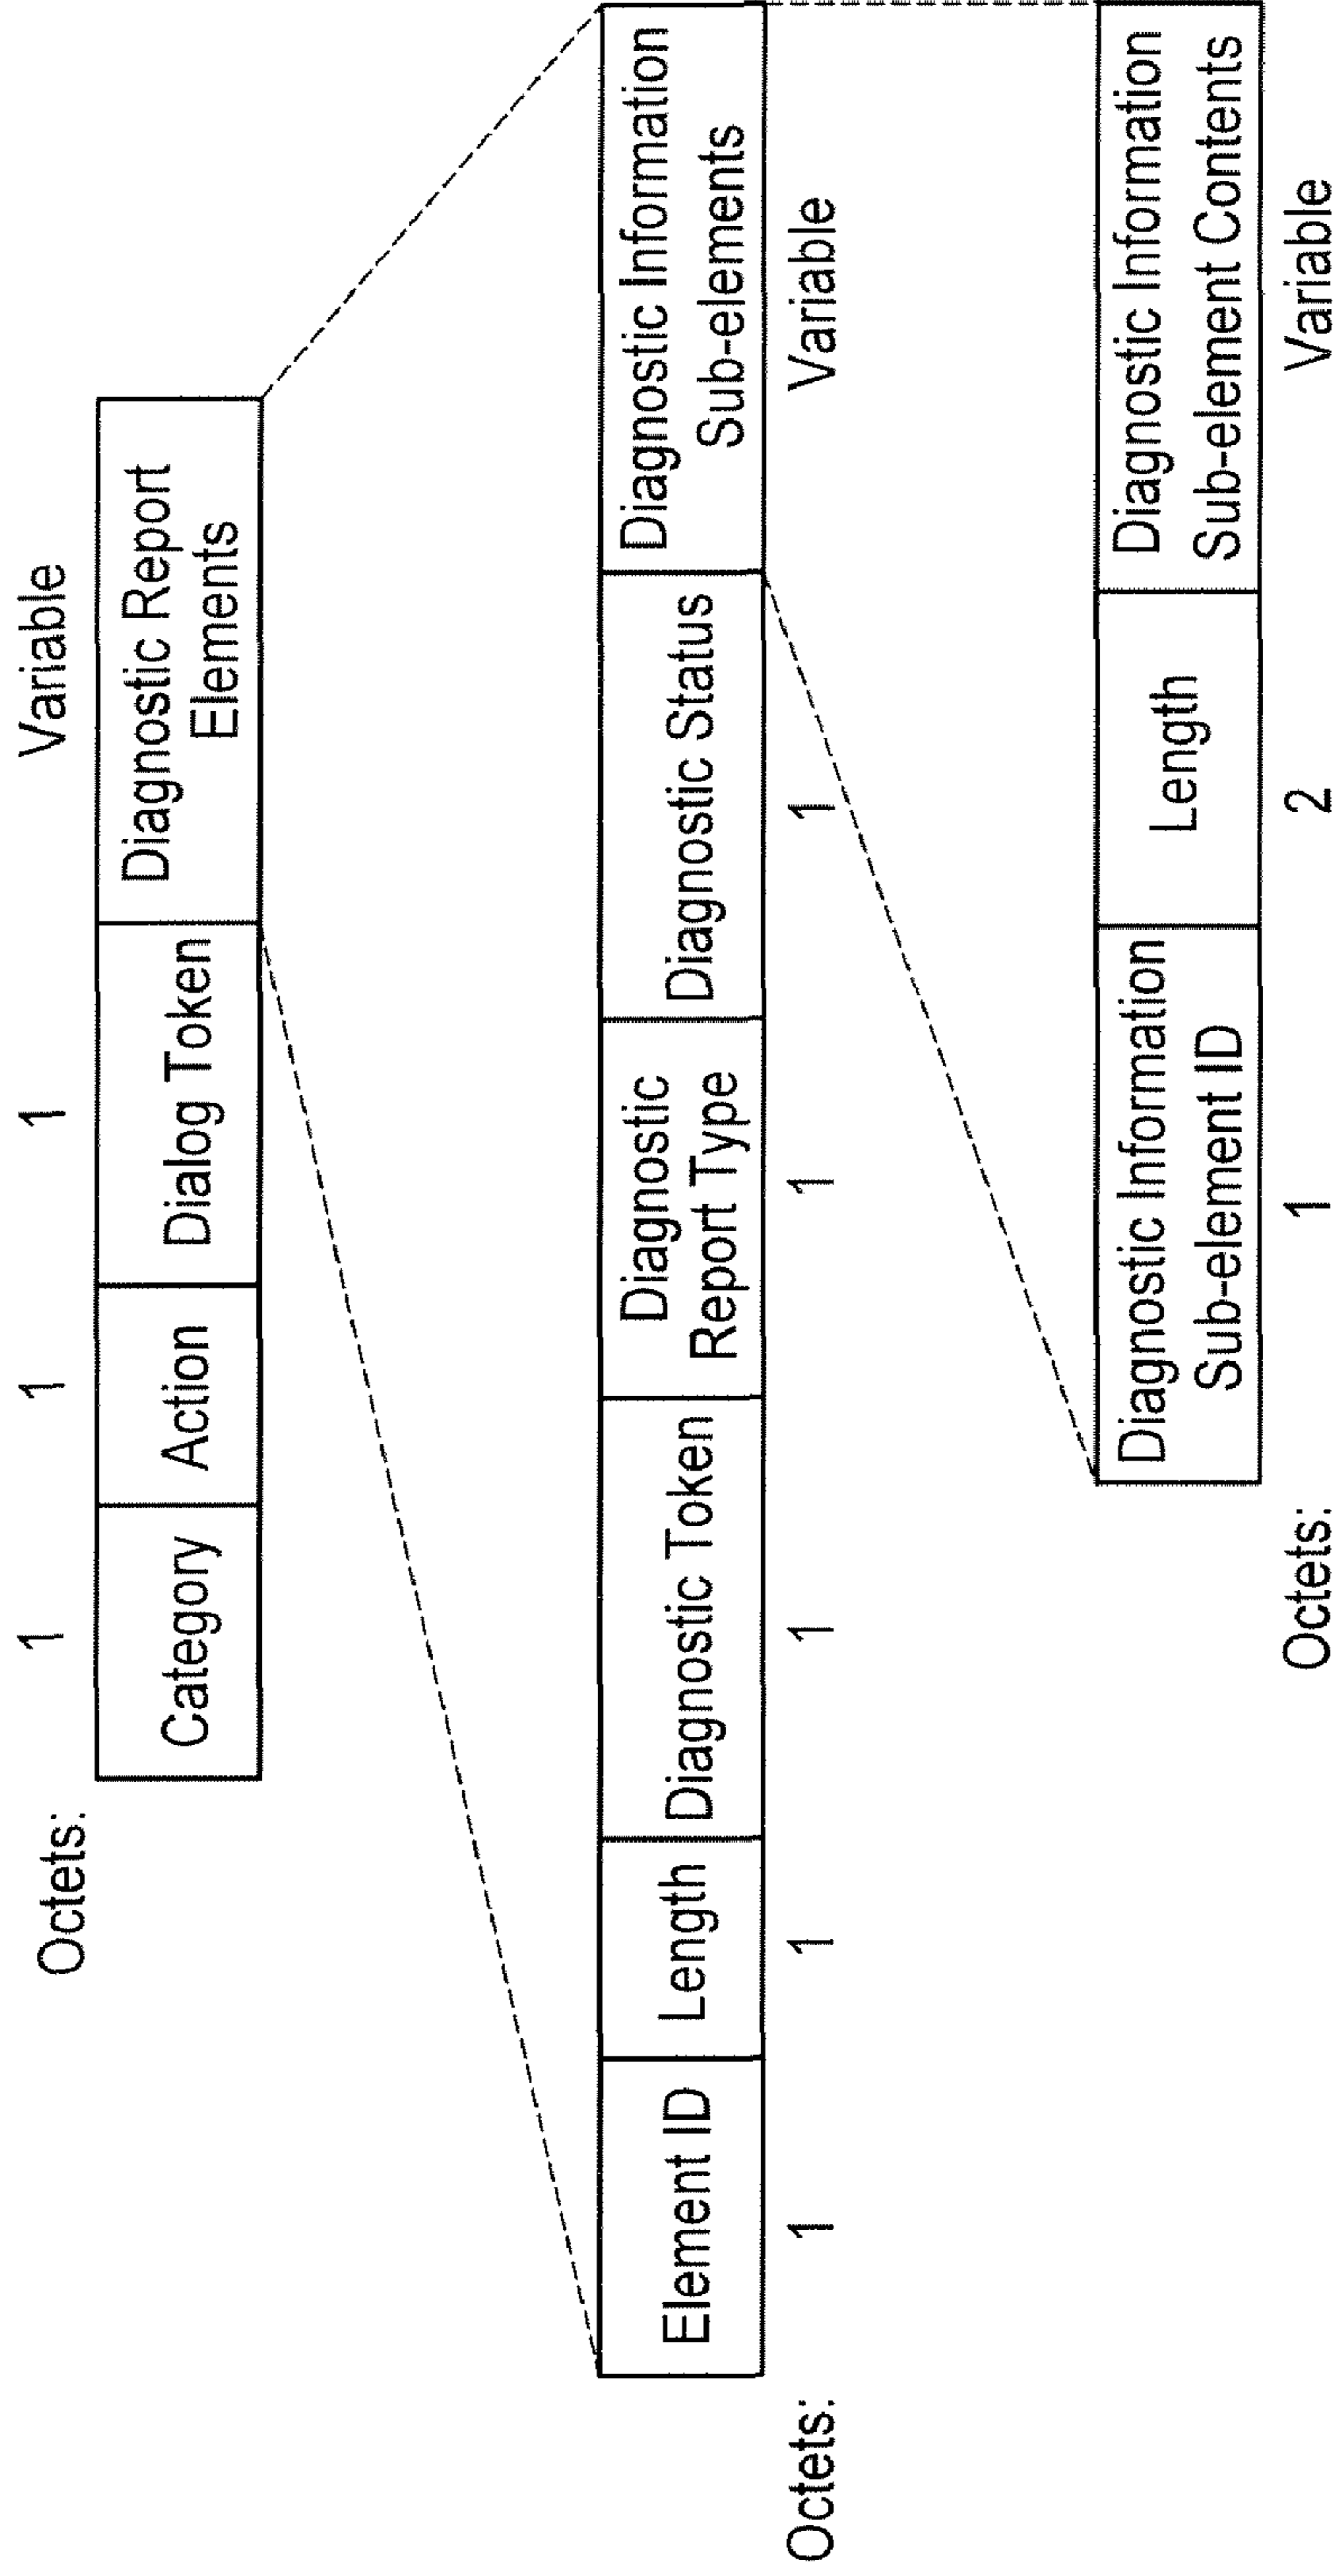 Octets: 1 1 1 Variable
Category Action Dialog Token Diagnostic Report
Elements
Element ID Length Diagnostic Token Diagnostic
Report Type Diagnostic Status Diagnostic Information
Sub-elements
Octets: 1 1 1 1 1 Variable
Diagnostic Information
Sub-element ID Length Diagnostic Information
Sub-element Contents
Octets: 1 2 Variable